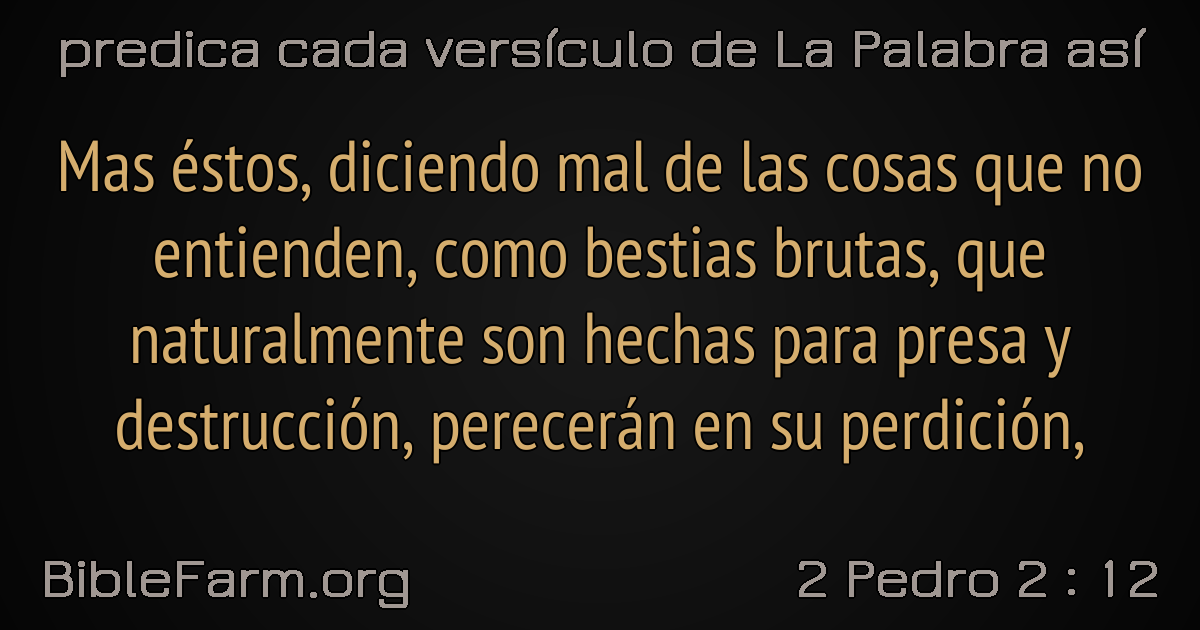 predica cada versículo de La Palabra así
Mas éstos, diciendo mal de las cosas que no
entienden, como bestias brutas, que
naturalmente son hechas para presa y
destrucción, perecerán en su perdición,
BibleFarm.org
2 Pedro 2 : 12